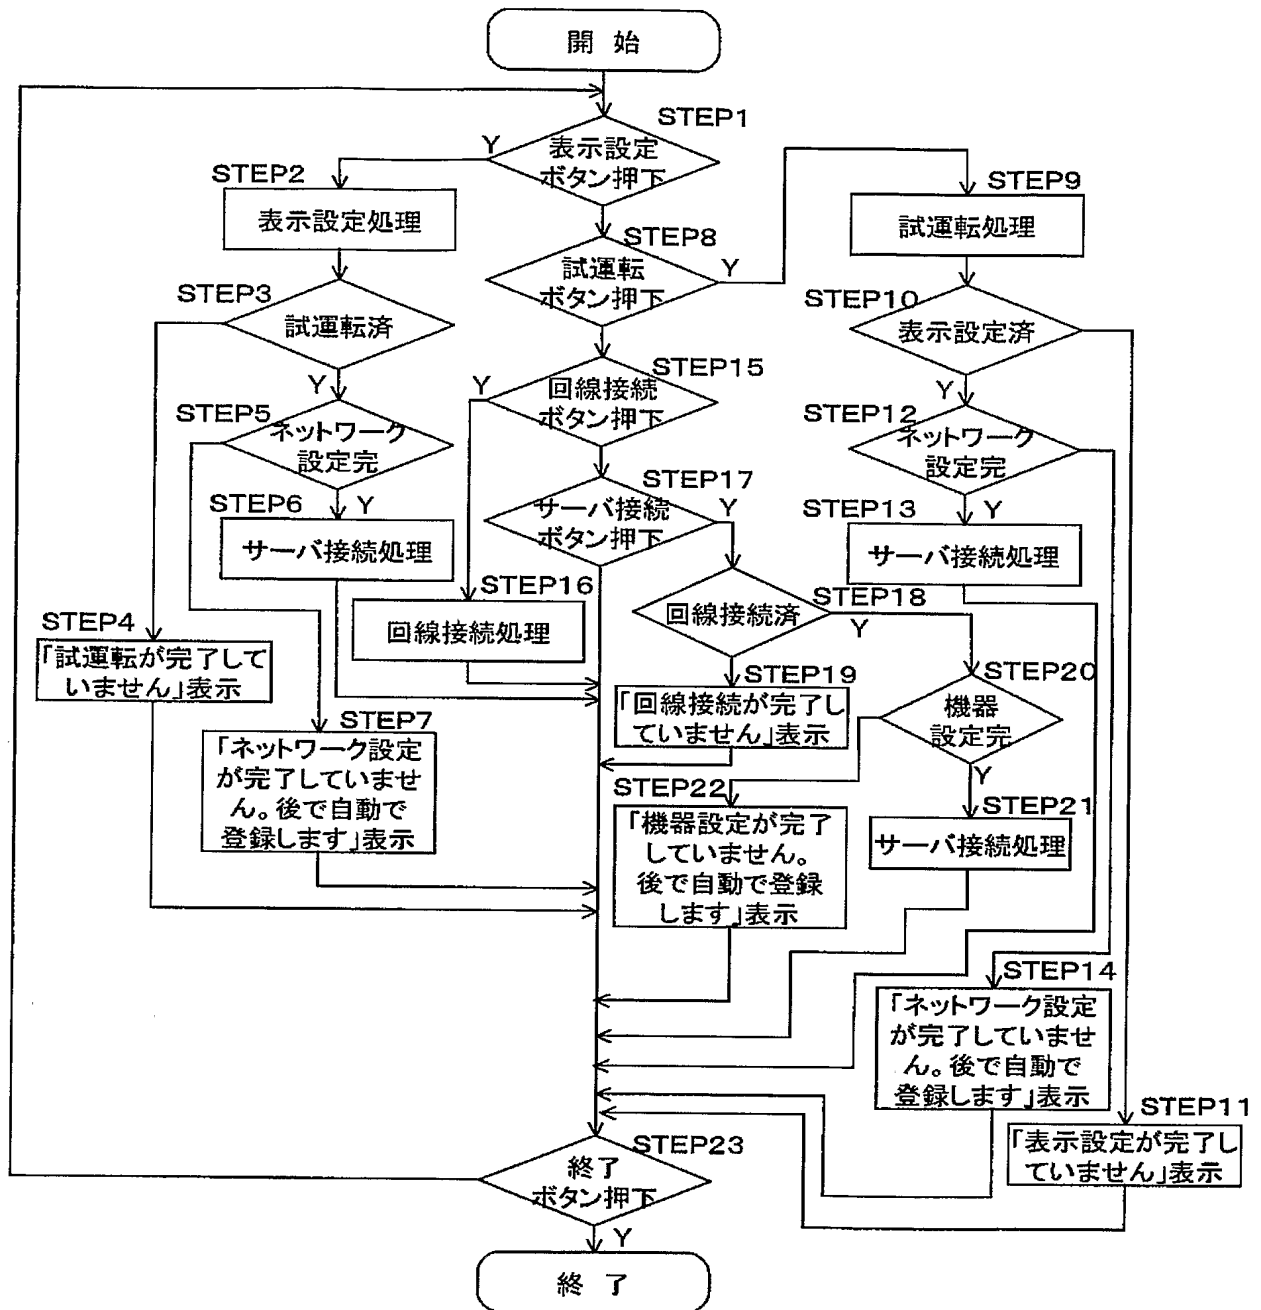 開 始
STEP1
Y
表示設定
ボタン押下
STEP2
表示設定処理
STEP9
試運転処理
STEP8
試運転
ボタン押下
Y
STEP3
試運転済
Y
STEP10
表示設定済
Y
STEP15
Y
回線接続
ボタン押下
STEP5
ネットワーク
設定完
Y
STEP12
ネットワーク
設定完
Y
STEP17
サーバ接続
ボタン押下
Y
STEP6
サーバ接続処理
STEP13
サーバ接続処理
STEP16
回線接続処理
STEP18
回線接続済
Y
STEP4
「試運転が完了して
いません」表示
STEP19
「回線接続が完了し
ていません」表示
STEP20
機器
設定完
Y
STEP7
「ネットワーク設定
が完了していませ
ん。後で自動で
登録します」表示
STEP22
「機器設定が完了
していません。
後で自動で登録
します」表示
STEP21
サーバ接続処理
STEP14
「ネットワーク設定
が完了していませ
ん。後で自動で
登録します」表示
STEP11
「表示設定が完了し
ていません」表示
STEP23
終了
ボタン押下
Y
終 了